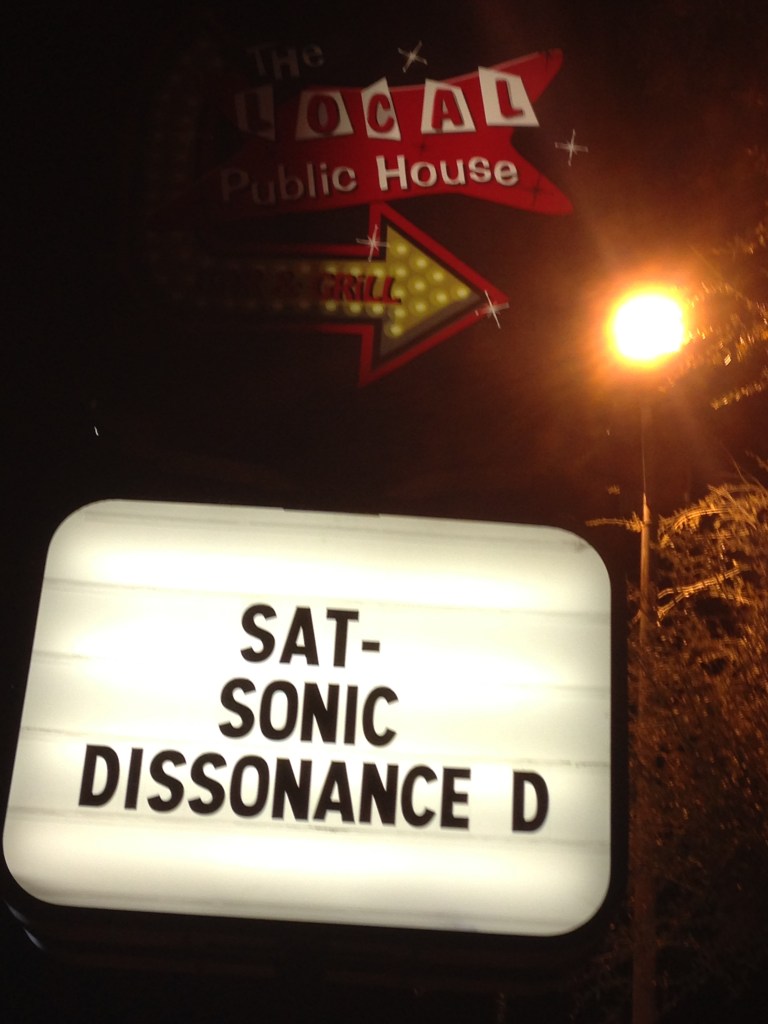 THe
LOCAL
Public House
& GRiLL
SAT-
SONIC
DISSONANCE D